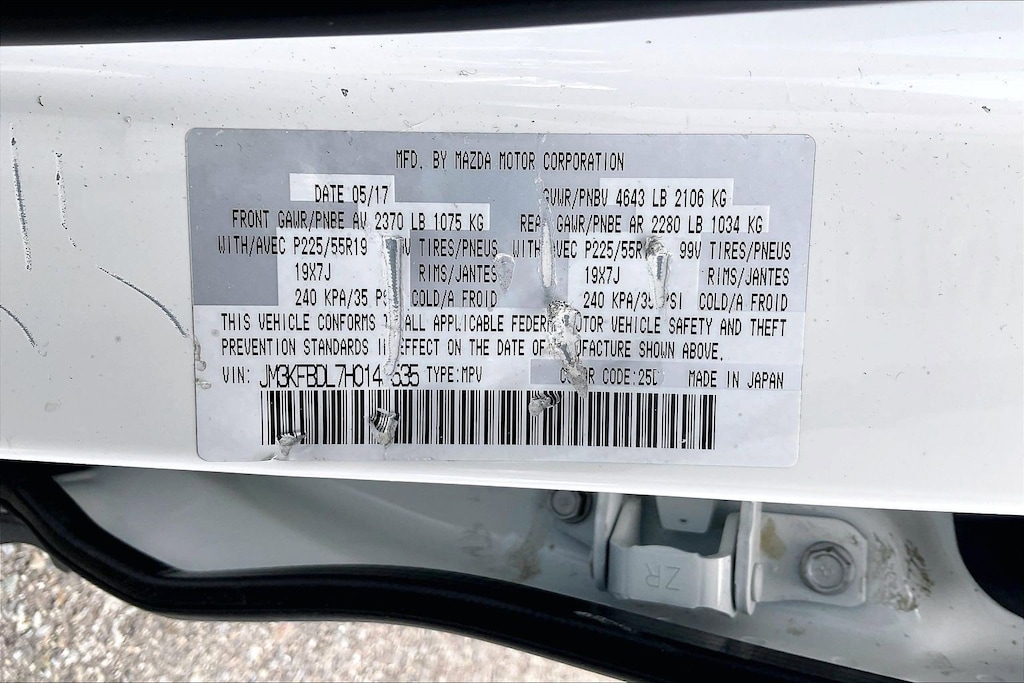 MFD. BY MAZDA MOTOR CORPORATION
DATE 05/17 GVWR/PNBV 4643 LB 2106 KG
FRONT GAWR/PNBE AV 2370 LB 1075 KG REAR GAWR/PNBE AR 2280 LB 1034 KG
WITH/AVEC P225/55R19 TIRES/PNEUS WITH/AVEC P225/55R 99V TIRES/PNEUS
19X7J RIMS/JANTES 19X7J RIMS/JANTES
240 KPA/35 PSI COLD/A FROID 240 KPA/35 PSI COLD/A FROID
THIS VEHICLE CONFORMS ALL APPLICABLE FEDERAL MOTOR VEHICLE SAFETY AND THEFT
PREVENTION STANDARDS IN EFFECT ON THE DATE OF MANUFACTURE SHOWN ABOVE.
VIN: TYPE:MPV COLOR CODE: MADE IN JAPAN
ZR